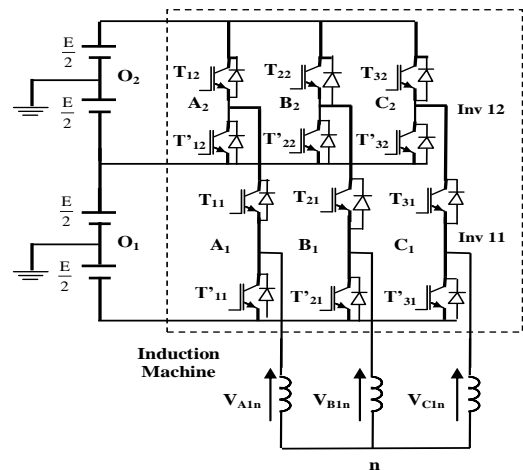 E/2
O₂
E/2
T₁₂
T₂₂
T₃₂
A₂
B₂
C₂
Inv 12
T'₁₂
T'₂₂
T'₃₂
E/2
O₁
E/2
T₁₁
T₂₁
T₃₁
A₁
B₁
C₁
Inv 11
T'₁₁
T'₂₁
T'₃₁
Induction
Machine
V_A1n
V_B1n
V_C1n
n